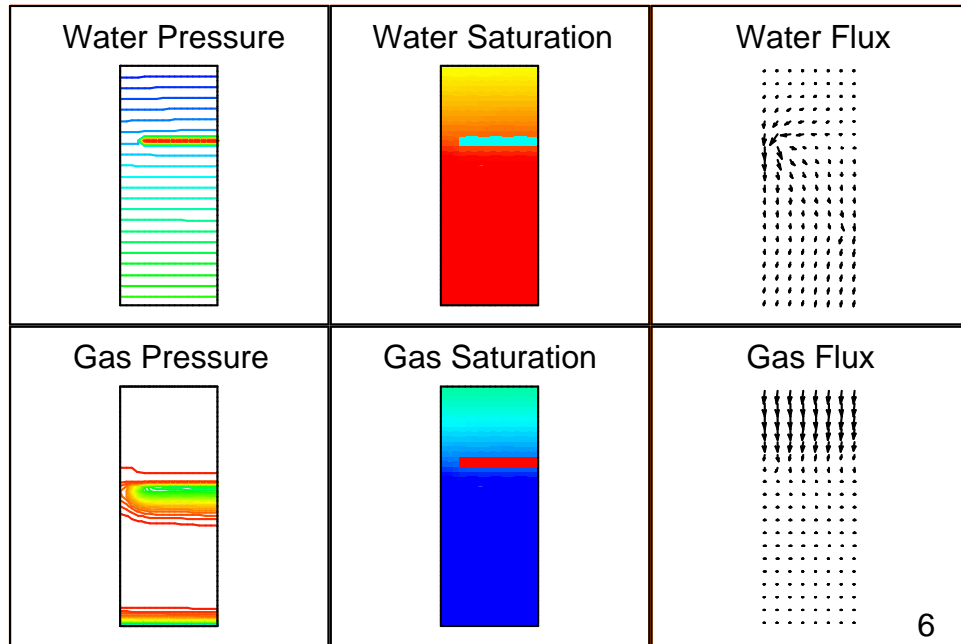 Water Pressure
Water Saturation
Water Flux
Gas Pressure
Gas Saturation
Gas Flux
6